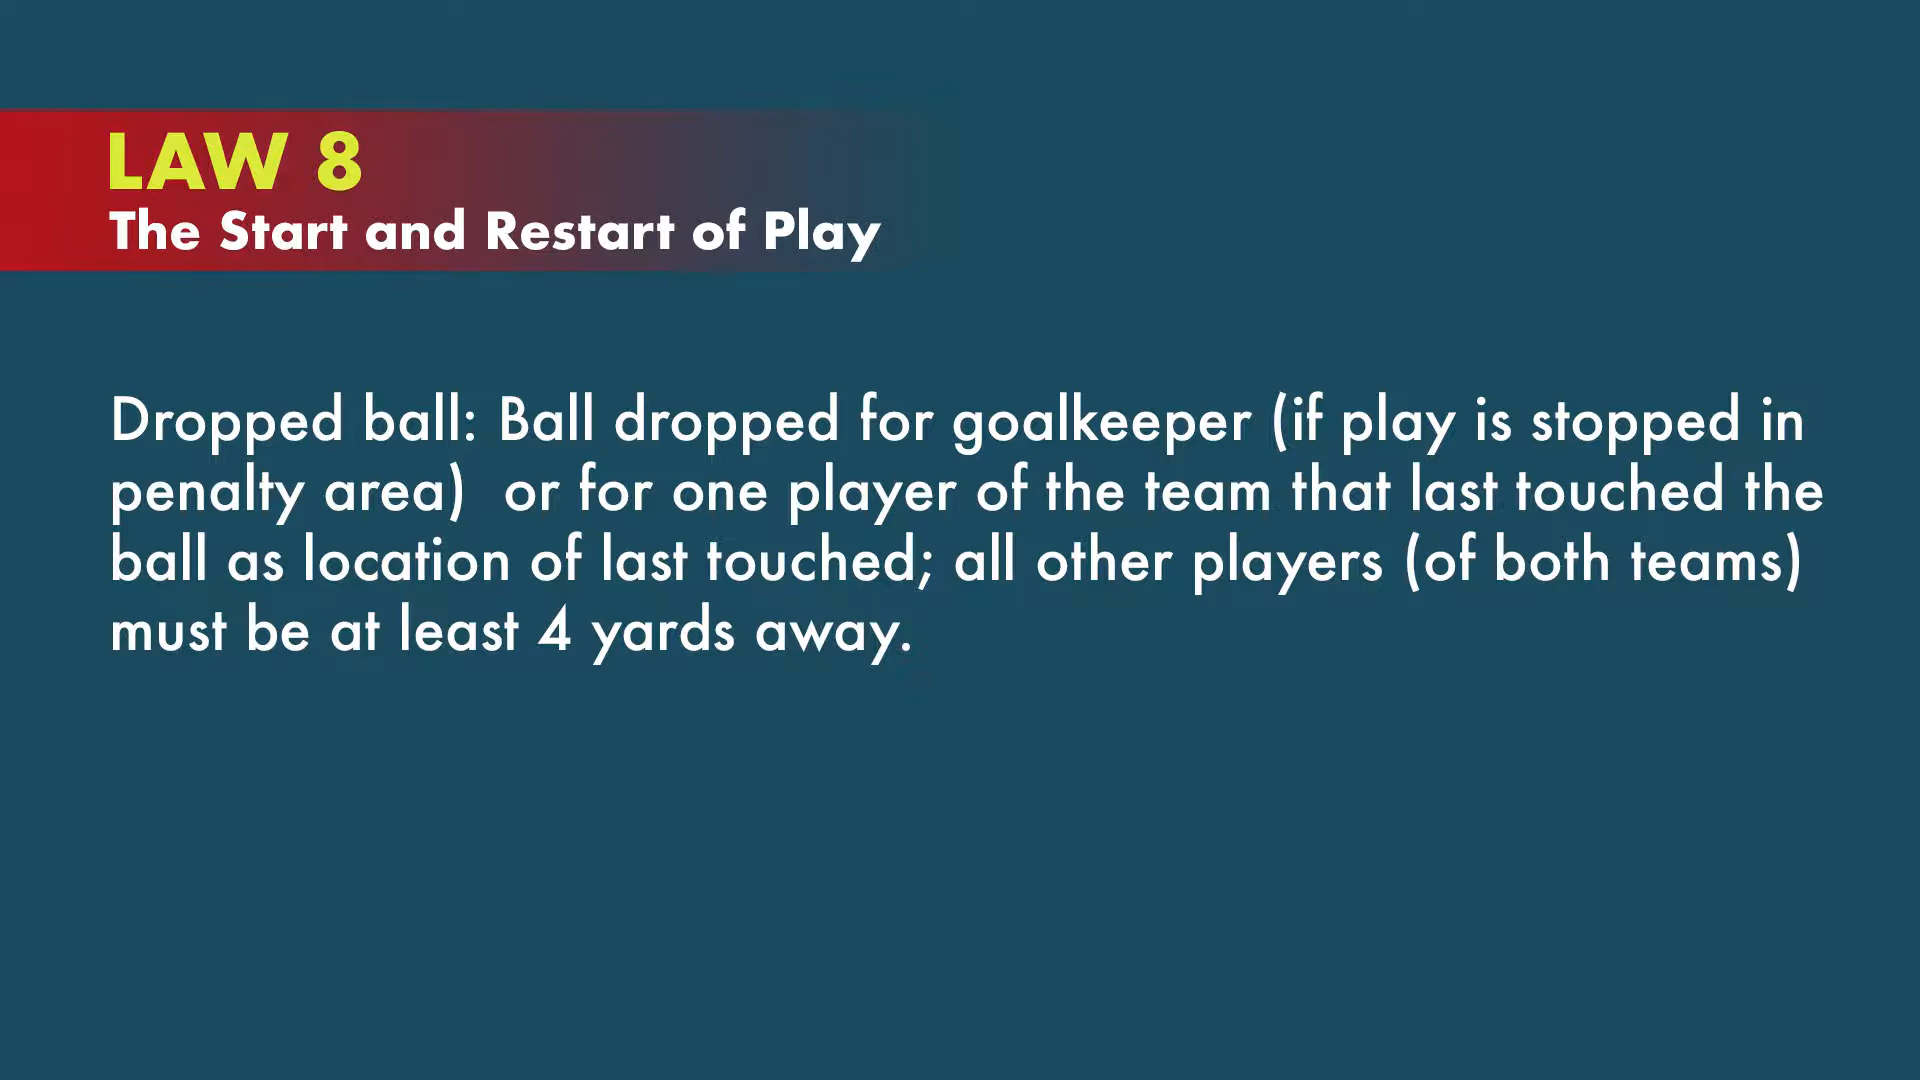 LAW 8
The Start and Restart of Play
Dropped ball: Ball dropped for goalkeeper (if play is stopped in
penalty area)  or for one player of the team that last touched the
ball as location of last touched; all other players (of both teams)
must be at least 4 yards away.